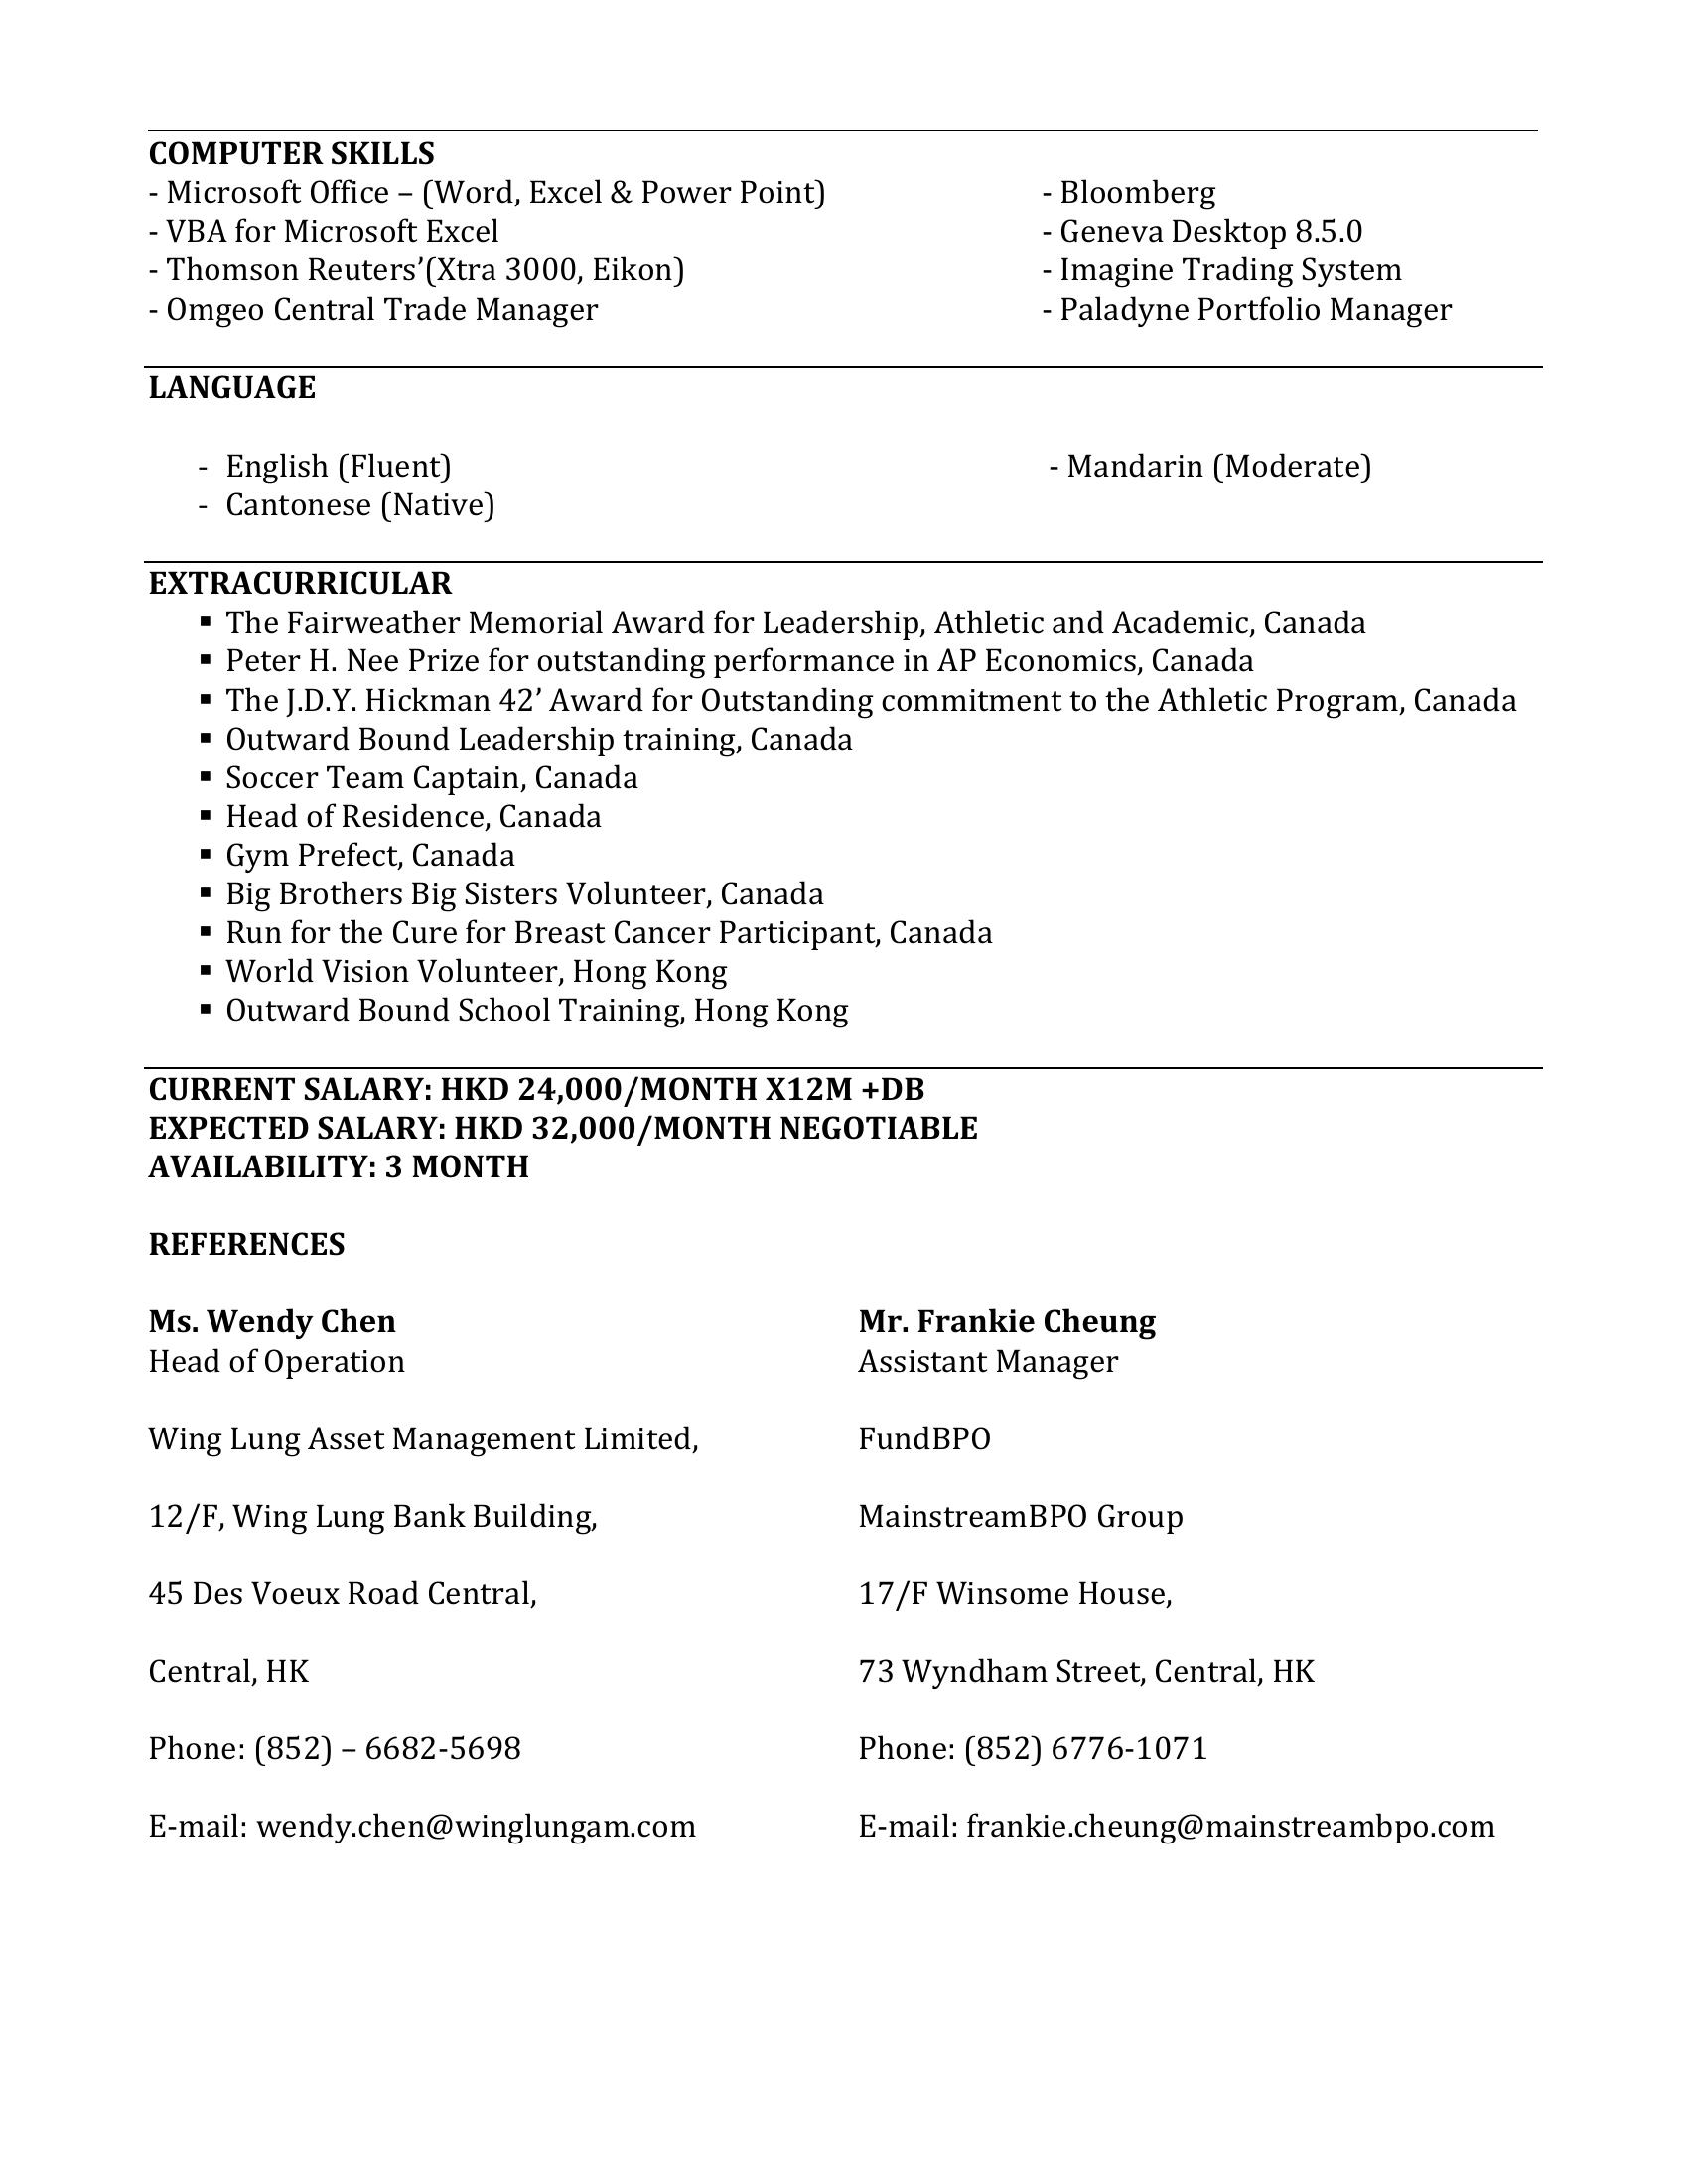 COMPUTER SKILLS
- Microsoft Office – (Word, Excel & Power Point) - Bloomberg
- VBA for Microsoft Excel - Geneva Desktop 8.5.0
- Thomson Reuters’(Xtra 3000, Eikon) - Imagine Trading System
- Omgeo Central Trade Manager - Paladyne Portfolio Manager
LANGUAGE
- English (Fluent) - Mandarin (Moderate)
- Cantonese (Native)
EXTRACURRICULAR
▪ The Fairweather Memorial Award for Leadership, Athletic and Academic, Canada
▪ Peter H. Nee Prize for outstanding performance in AP Economics, Canada
▪ The J.D.Y. Hickman 42’ Award for Outstanding commitment to the Athletic Program, Canada
▪ Outward Bound Leadership training, Canada
▪ Soccer Team Captain, Canada
▪ Head of Residence, Canada
▪ Gym Prefect, Canada
▪ Big Brothers Big Sisters Volunteer, Canada
▪ Run for the Cure for Breast Cancer Participant, Canada
▪ World Vision Volunteer, Hong Kong
▪ Outward Bound School Training, Hong Kong
CURRENT SALARY: HKD 24,000/MONTH X12M +DB
EXPECTED SALARY: HKD 32,000/MONTH NEGOTIABLE
AVAILABILITY: 3 MONTH
REFERENCES
Ms. Wendy Chen
Head of Operation
Wing Lung Asset Management Limited,
12/F, Wing Lung Bank Building,
45 Des Voeux Road Central,
Central, HK
Phone: (852) – 6682-5698
E-mail: wendy.chen@winglungam.com
Mr. Frankie Cheung
Assistant Manager
FundBPO
MainstreamBPO Group
17/F Winsome House,
73 Wyndham Street, Central, HK
Phone: (852) 6776-1071
E-mail: frankie.cheung@mainstreambpo.com